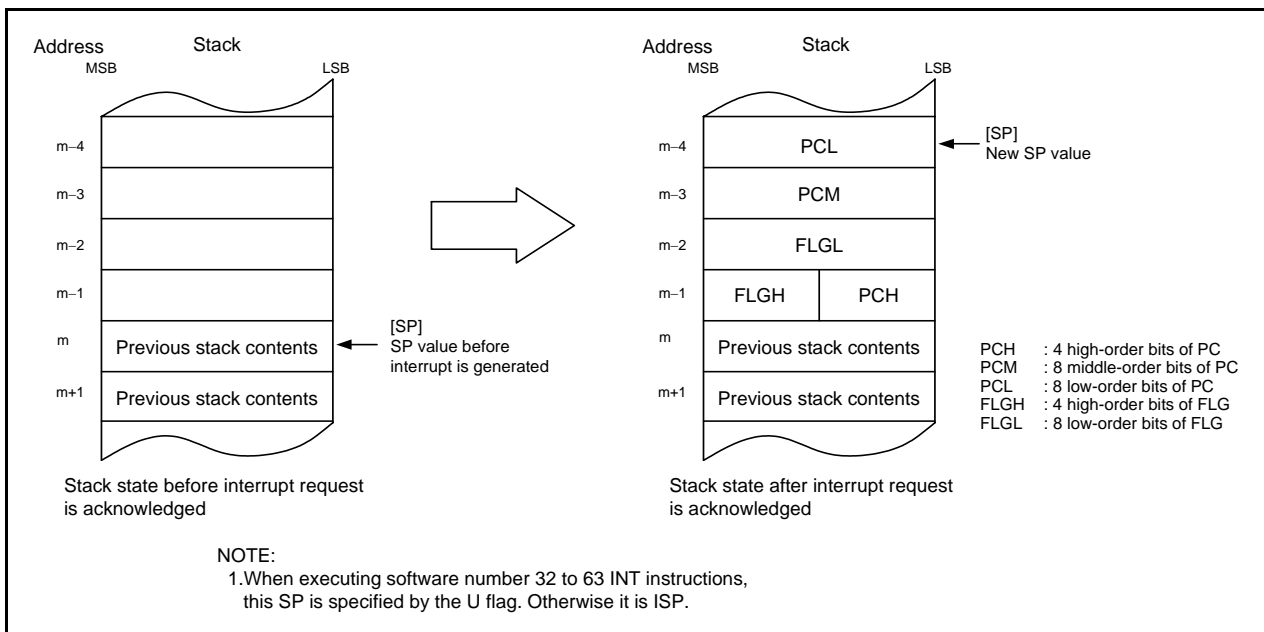 Address Stack
MSB LSB
m−4
m−3
m−2
m−1
m Previous stack contents
m+1 Previous stack contents
[SP]
SP value before
interrupt is generated
Stack state before interrupt request
is acknowledged
Address Stack
MSB LSB
m−4 PCL
m−3 PCM
m−2 FLGL
m−1 FLGH PCH
m Previous stack contents
m+1 Previous stack contents
[SP]
New SP value
PCH : 4 high-order bits of PC
PCM : 8 middle-order bits of PC
PCL : 8 low-order bits of PC
FLGH : 4 high-order bits of FLG
FLGL : 8 low-order bits of FLG
Stack state after interrupt request
is acknowledged
NOTE:
1.When executing software number 32 to 63 INT instructions,
this SP is specified by the U flag. Otherwise it is ISP.